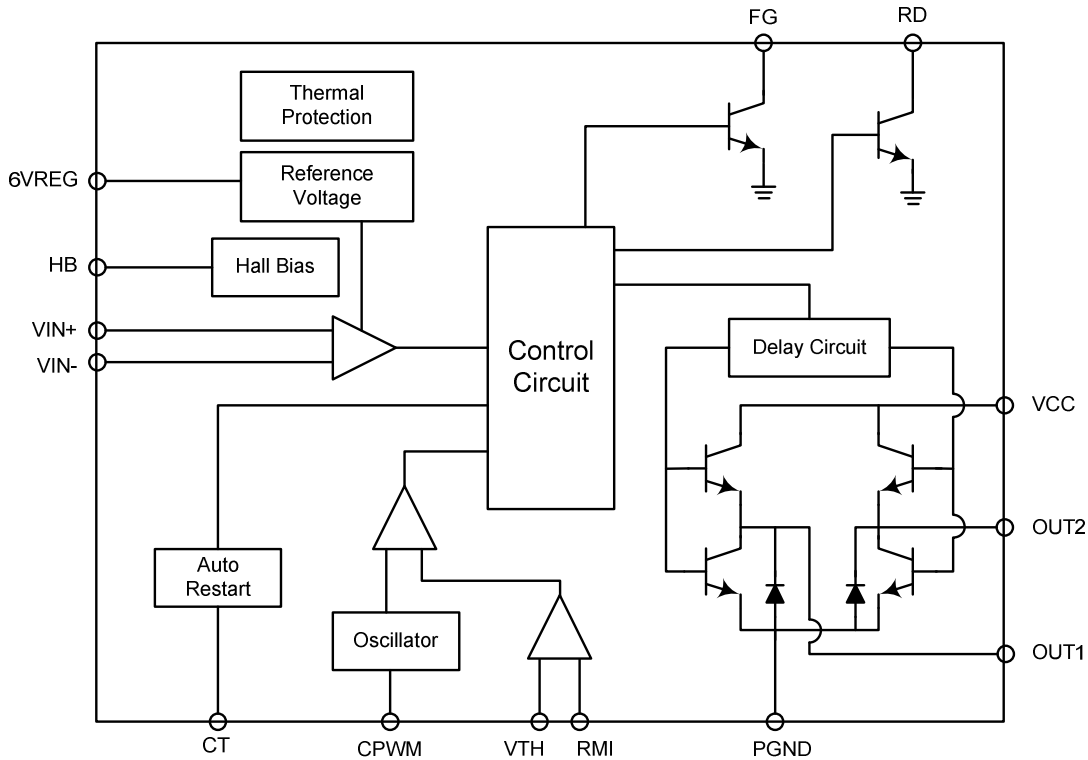 FG
RD
Thermal
Protection
6VREG
Reference
Voltage
HB
Hall Bias
VIN+
VIN-
Control
Circuit
Delay Circuit
VCC
OUT2
Auto
Restart
Oscillator
OUT1
CT
CPWM
VTH
RMI
PGND